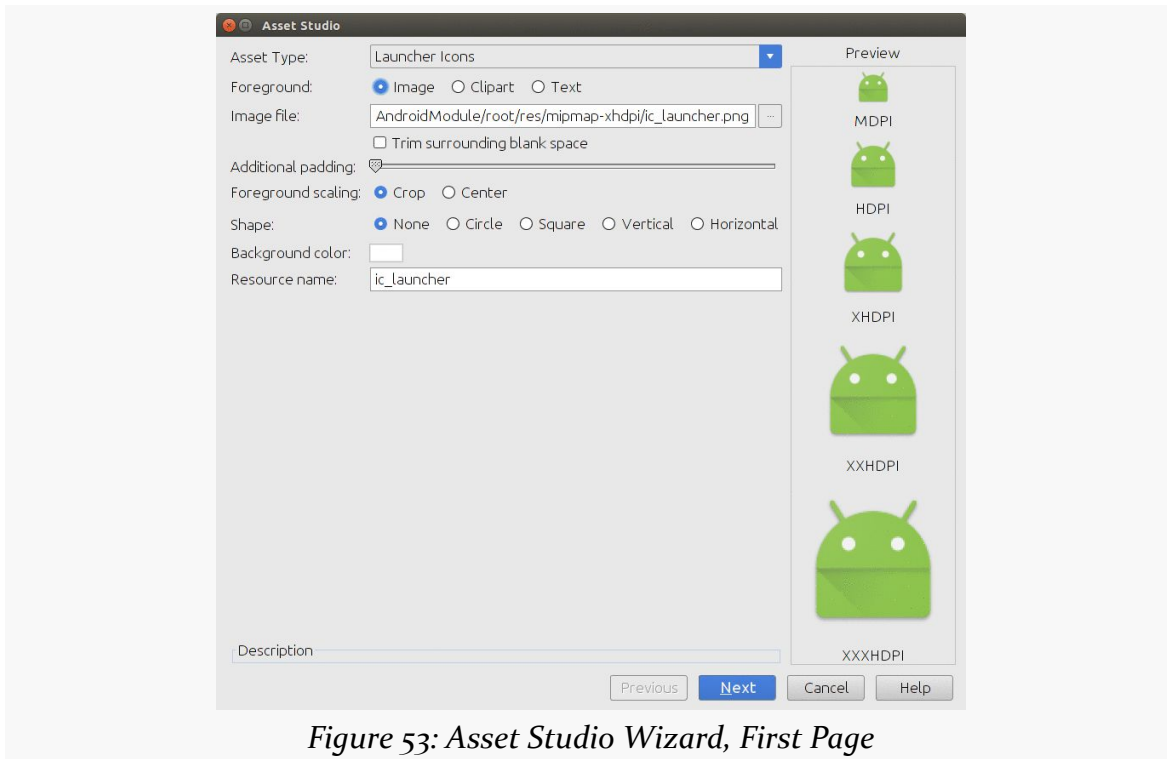 Asset Studio
Asset Type:
Launcher Icons
Foreground:
Image
Clipart
Text
Image file:
AndroidModule/root/res/mipmap-xhdpi/ic_launcher.png
...
Trim surrounding blank space
Additional padding:
Foreground scaling:
Crop
Center
Shape:
None
Circle
Square
Vertical
Horizontal
Background color:
Resource name:
ic_launcher
Description
Preview
MDPI
HDPI
XHDPI
XXHDPI
XXXHDPI
Previous
Next
Cancel
Help
Figure 53: Asset Studio Wizard, First Page